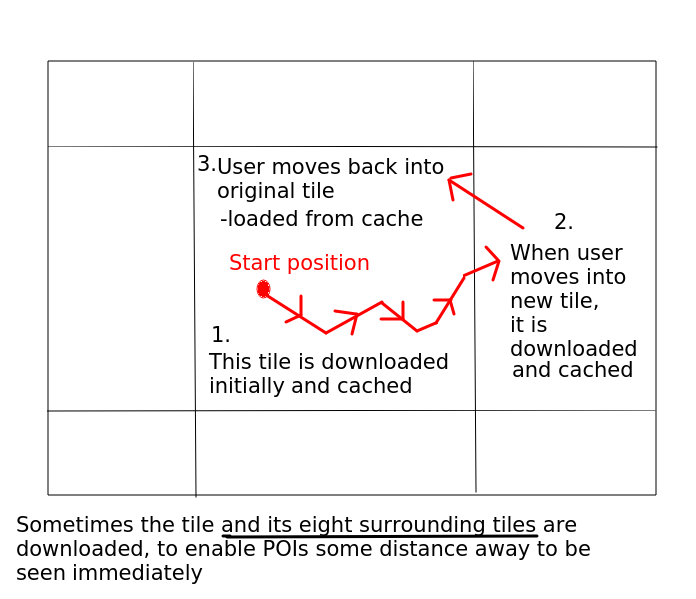 3.User moves back into
original tile
-loaded from cache
Start position
1.
This tile is downloaded
initially and cached
2.
When user
moves into
new tile,
it is
downloaded
and cached
Sometimes the tile and its eight surrounding tiles are
downloaded, to enable POIs some distance away to be
seen immediately